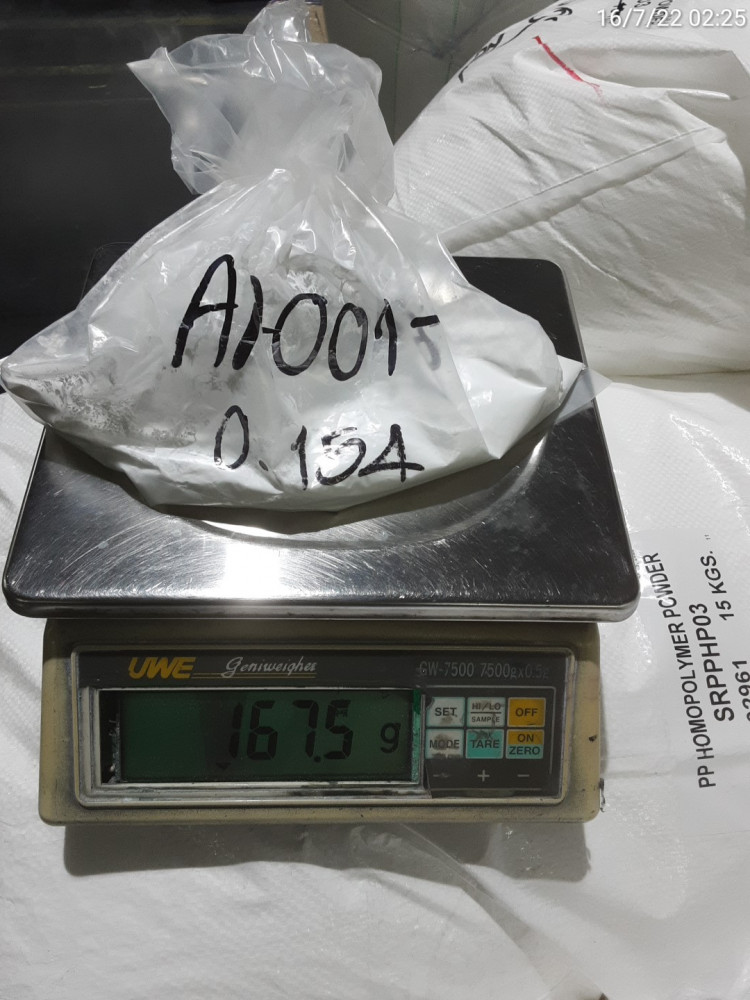 16/7/22 02:25
A1-001-
0.154
UWE Geniweigher GW-7500 7500gx0.5g
167.5 g
SET HI/LO SAMPLE OFF
MODE TARE ON ZERO
+ −
PP HOMOPOLYMER POWDER
SRPPHP03
15 KGS.